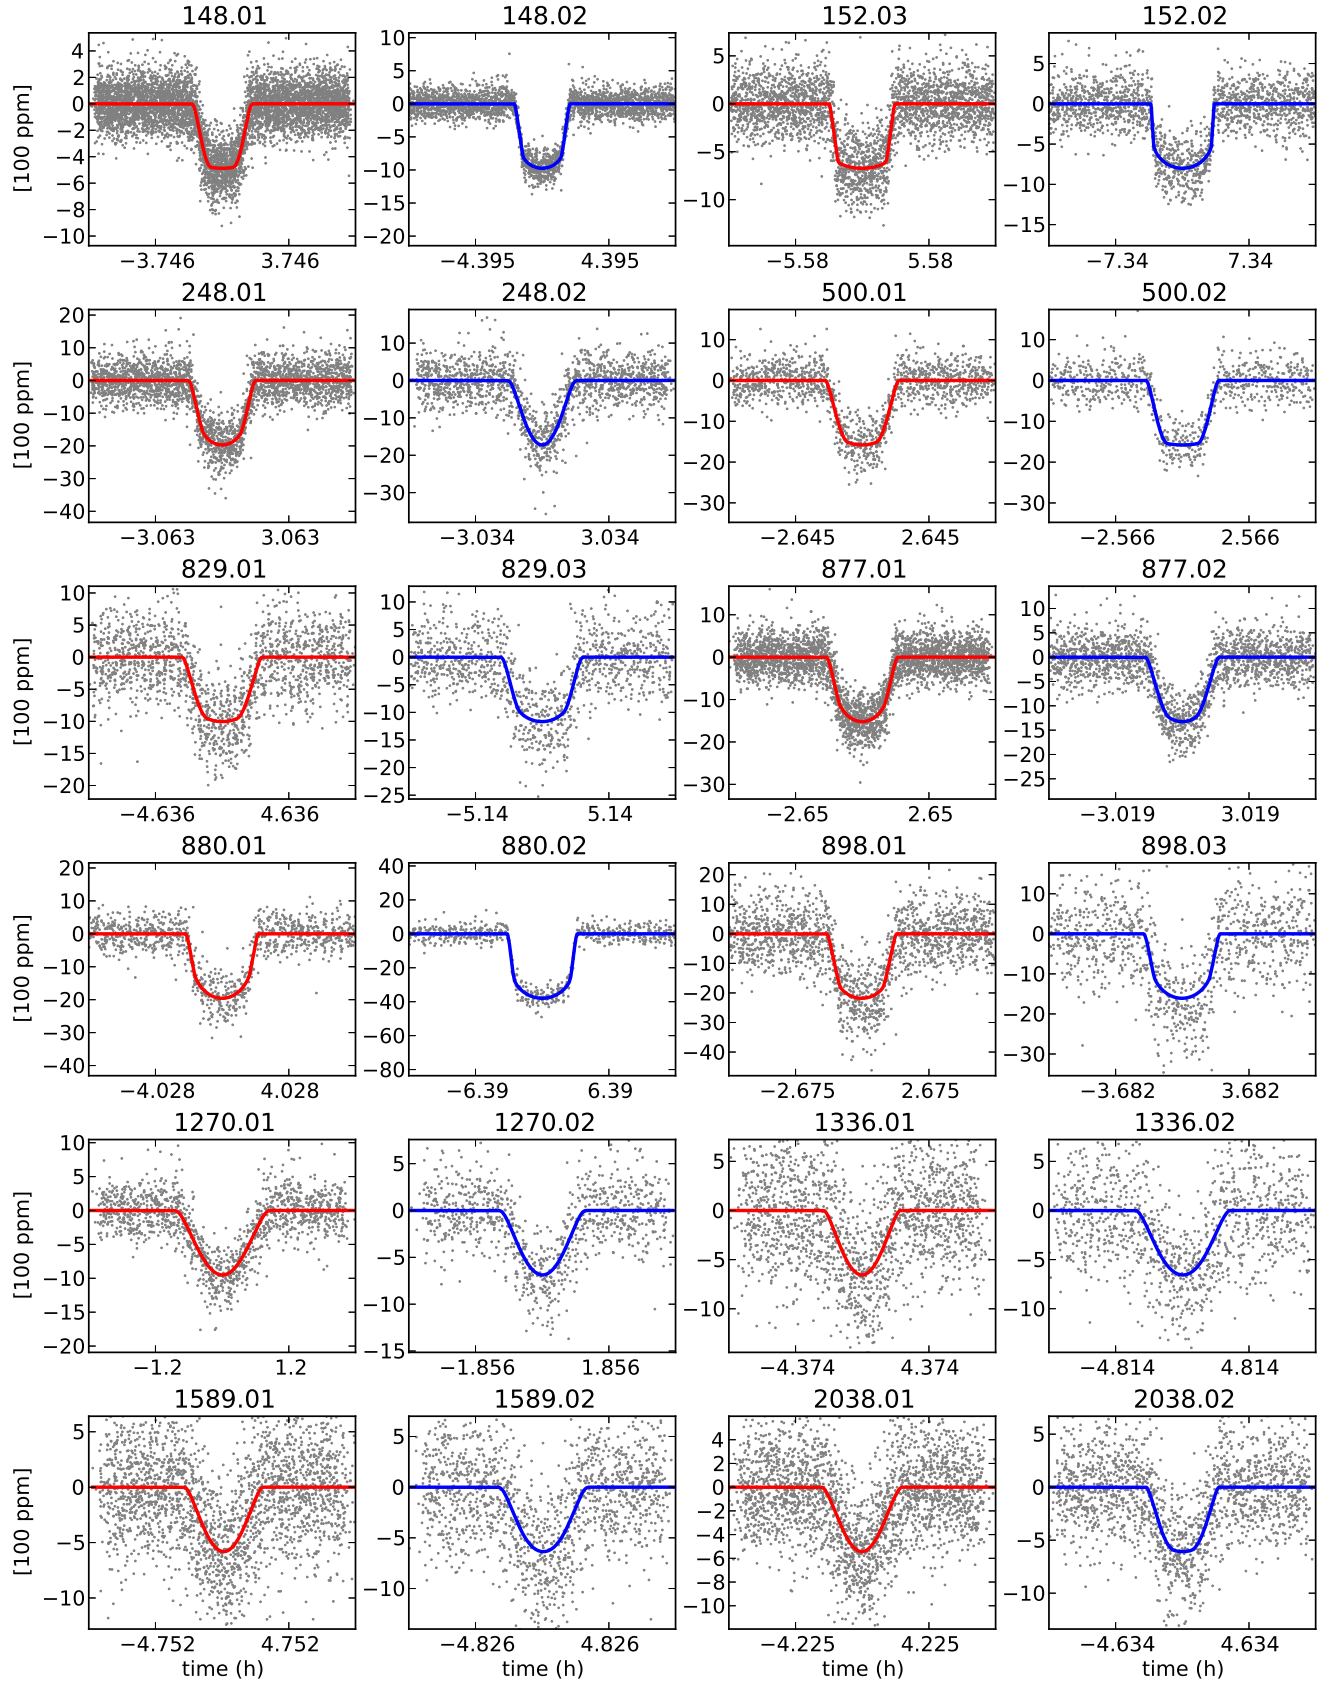 148.01 148.02 152.03 152.02
[100 ppm] 4 2 0 −2 −4 −6 −8 −10 10 5 0 −5 −10 −15 −20 5 0 −5 −10 5 0 −5 −10 −15
−3.746 3.746 −4.395 4.395 −5.58 5.58 −7.34 7.34
248.01 248.02 500.01 500.02
[100 ppm] 20 10 0 −10 −20 −30 −40 10 0 −10 −20 −30 10 0 −10 −20 −30 10 0 −10 −20 −30
−3.063 3.063 −3.034 3.034 −2.645 2.645 −2.566 2.566
829.01 829.03 877.01 877.02
[100 ppm] 10 5 0 −5 −10 −15 −20 10 5 0 −5 −10 −15 −20 −25 10 0 −10 −20 −30 10 5 0 −5 −10 −15 −20 −25
−4.636 4.636 −5.14 5.14 −2.65 2.65 −3.019 3.019
880.01 880.02 898.01 898.03
[100 ppm] 20 10 0 −10 −20 −30 −40 40 20 0 −20 −40 −60 −80 20 10 0 −10 −20 −30 −40 10 0 −10 −20 −30
−4.028 4.028 −6.39 6.39 −2.675 2.675 −3.682 3.682
1270.01 1270.02 1336.01 1336.02
[100 ppm] 10 5 0 −5 −10 −15 −20 5 0 −5 −10 −15 5 0 −5 −10 5 0 −5 −10
−1.2 1.2 −1.856 1.856 −4.374 4.374 −4.814 4.814
1589.01 1589.02 2038.01 2038.02
[100 ppm] 5 0 −5 −10 5 0 −5 −10 4 2 0 −2 −4 −6 −8 −10 5 0 −5 −10
−4.752 4.752 −4.826 4.826 −4.225 4.225 −4.634 4.634
time (h) time (h) time (h) time (h)